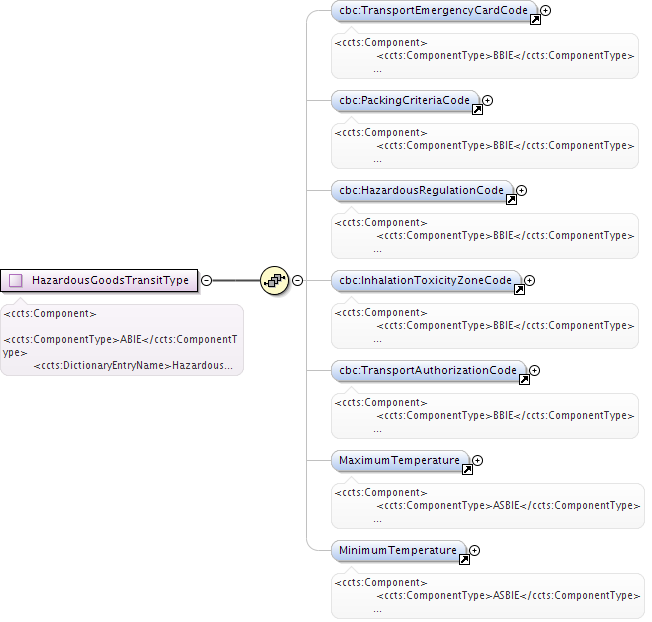 cbc:TransportEmergencyCardCode
<ccts:Component>
<ccts:ComponentType>BBIE</ccts:ComponentType>
...
cbc:PackingCriteriaCode
<ccts:Component>
<ccts:ComponentType>BBIE</ccts:ComponentType>
...
cbc:HazardousRegulationCode
<ccts:Component>
<ccts:ComponentType>BBIE</ccts:ComponentType>
...
HazardousGoodsTransitType
<ccts:Component>
<ccts:ComponentType>ABIE</ccts:ComponentT
ype>
<ccts:DictionaryEntryName>Hazardous...
cbc:InhalationToxicityZoneCode
<ccts:Component>
<ccts:ComponentType>BBIE</ccts:ComponentType>
...
cbc:TransportAuthorizationCode
<ccts:Component>
<ccts:ComponentType>BBIE</ccts:ComponentType>
...
MaximumTemperature
<ccts:Component>
<ccts:ComponentType>ASBIE</ccts:ComponentType>
...
MinimumTemperature
<ccts:Component>
<ccts:ComponentType>ASBIE</ccts:ComponentType>
...